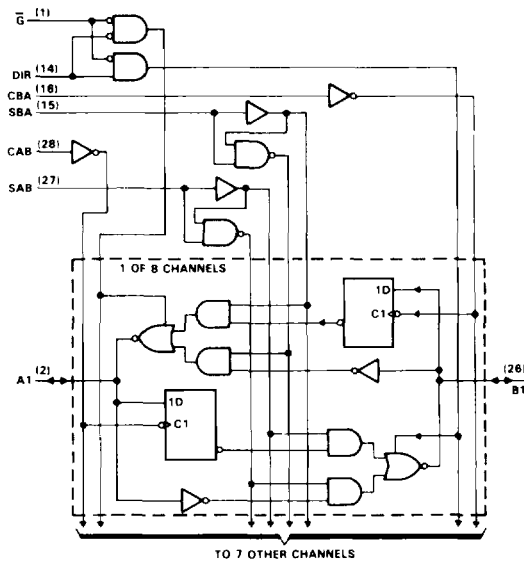 G̅ (1)
DIR (14)
CBA (16)
SBA (15)
CAB (28)
SAB (27)
1 OF 8 CHANNELS
1D
C1
A1 (2)
(26)
B1
1D
C1
TO 7 OTHER CHANNELS